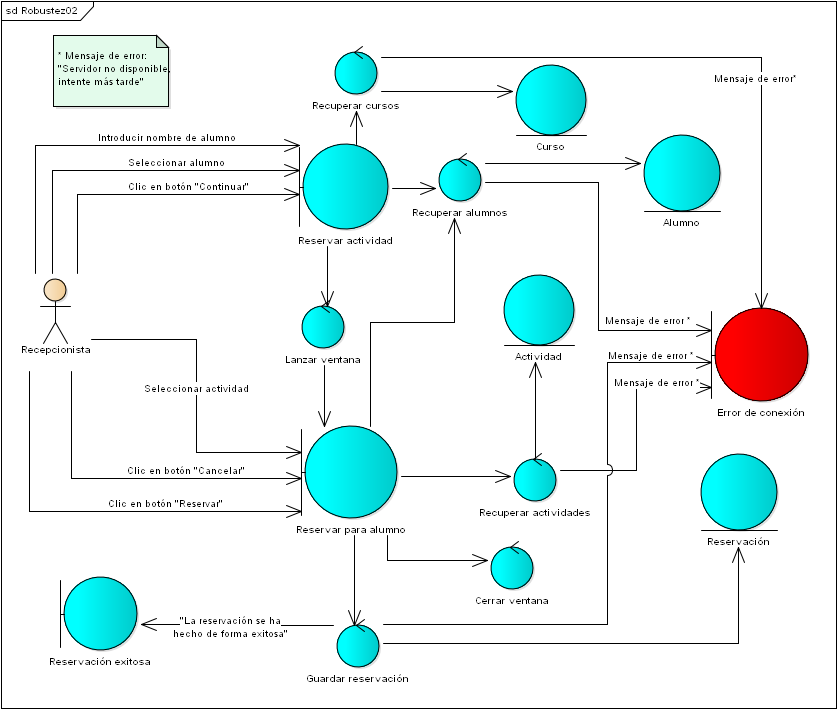 sd Robustez02
* Mensaje de error:
"Servidor no disponible,
intente más tarde"
Recuperar cursos
Mensaje de error*
Curso
Introducir nombre de alumno
Seleccionar alumno
Clic en botón "Continuar"
Reservar actividad
Recuperar alumnos
Alumno
Recepcionista
Lanzar ventana
Actividad
Mensaje de error *
Mensaje de error *
Mensaje de error *
Error de conexión
Seleccionar actividad
Clic en botón "Cancelar"
Clic en botón "Reservar"
Reservar para alumno
Recuperar actividades
Reservación
Cerrar ventana
"La reservación se ha
hecho de forma exitosa"
Reservación exitosa
Guardar reservación